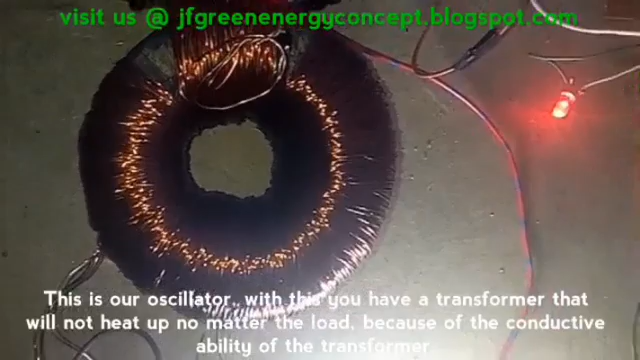 visit us @ jfgreenenergyconcept.blogspot.com
This is our oscillator. with this you have a transformer that
will not heat up no matter the load, because of the conductive
ability of the transformer